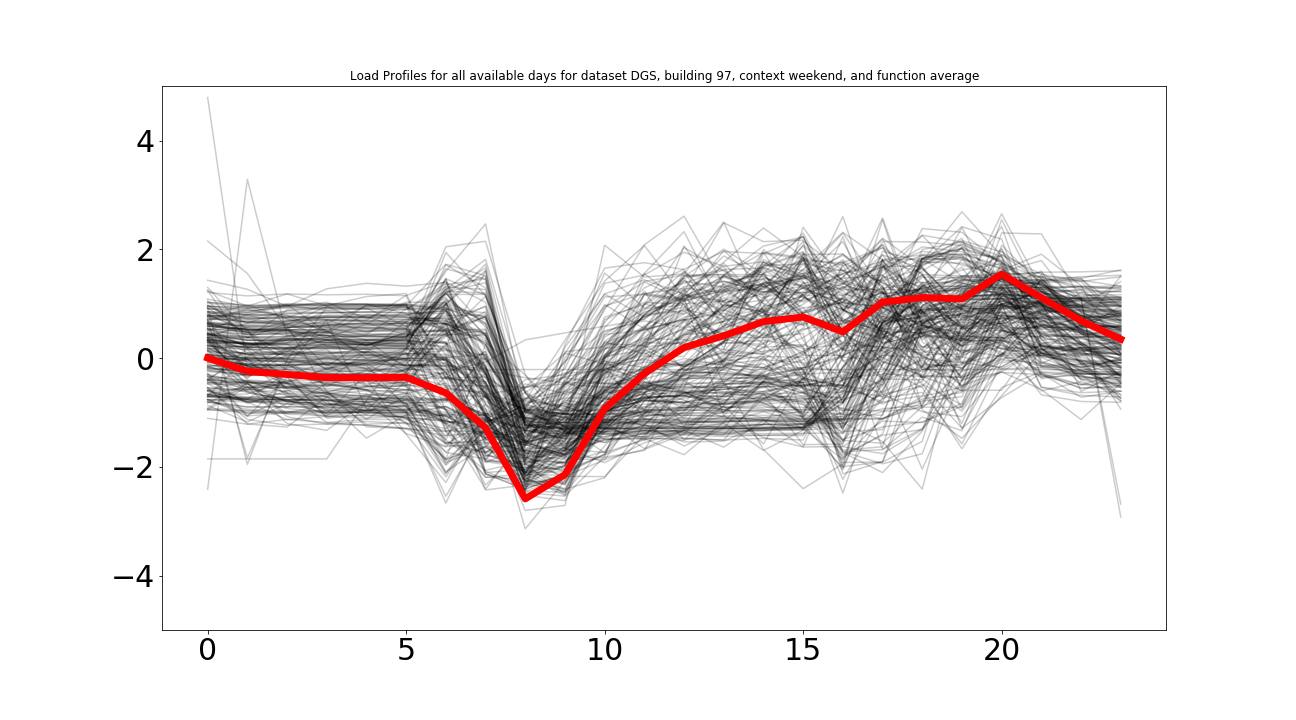 Load Profiles for all available days for dataset DGS, building 97, context weekend, and function average
4
2
0
−2
−4
0 5 10 15 20